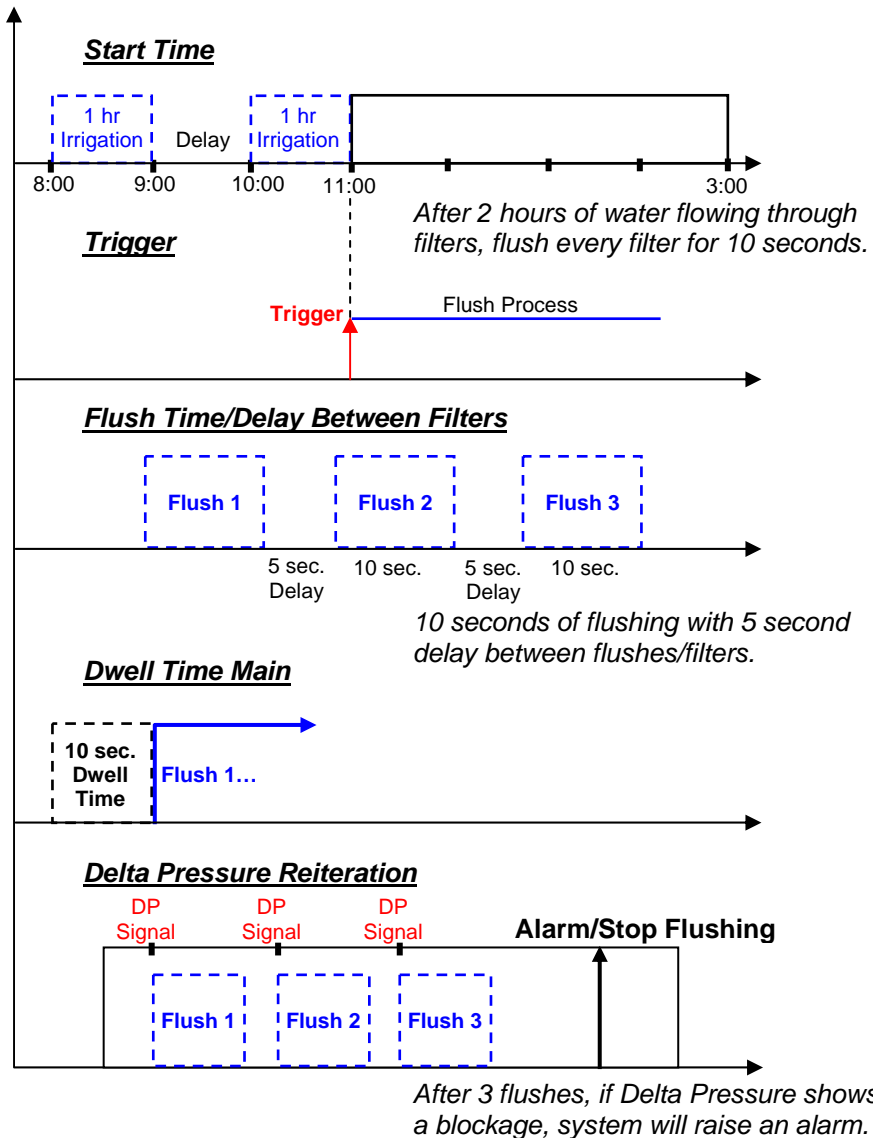 Start Time
1 hr
Irrigation
Delay
1 hr
Irrigation
8:00
9:00
10:00
11:00
3:00
After 2 hours of water flowing through
filters, flush every filter for 10 seconds.
Trigger
Trigger
Flush Process
Flush Time/Delay Between Filters
Flush 1
Flush 2
Flush 3
5 sec.
Delay
10 sec.
5 sec.
Delay
10 sec.
10 seconds of flushing with 5 second
delay between flushes/filters.
Dwell Time Main
10 sec.
Dwell
Time
Flush 1…
Delta Pressure Reiteration
DP
Signal
DP
Signal
DP
Signal
Alarm/Stop Flushing
Flush 1
Flush 2
Flush 3
After 3 flushes, if Delta Pressure shows
a blockage, system will raise an alarm.